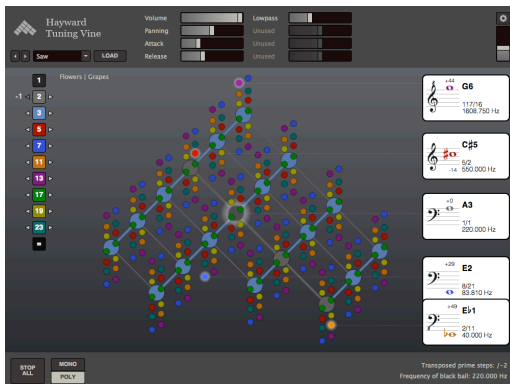 Hayward
Tuning Vine
Saw
LOAD
Volume
Panning
Attack
Release
Lowpass
Unused
Unused
Unused
Flowers | Grapes
1
-1 2
3
5
7
11
13
17
19
23
=
+44 G6
117/16
1608.750 Hz
C#5
5/2
-14 550.000 Hz
+0 A3
1/1
220.000 Hz
+29 E2
8/21
83.810 Hz
+49 E♭1
2/11
40.000 Hz
STOP
ALL
MONO
POLY
Transposed prime steps: /-2
Frequency of black ball: 220.000 Hz